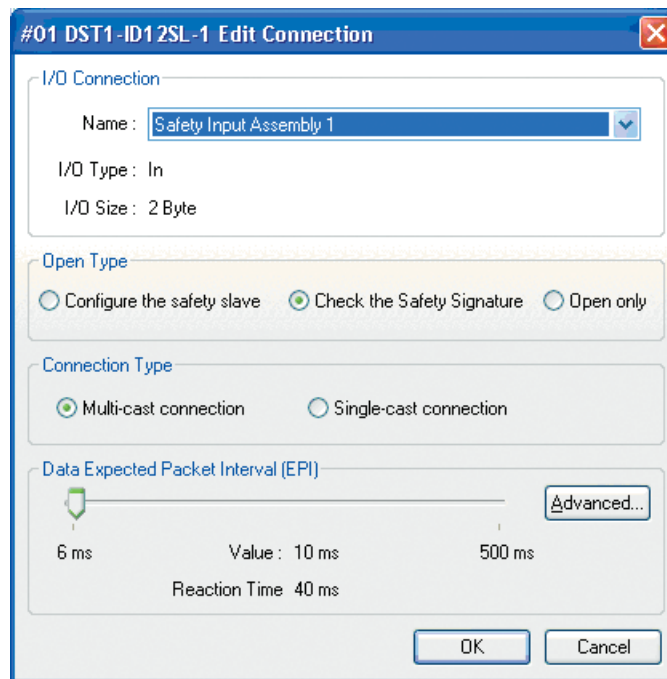 #01 DST1-ID12SL-1 Edit Connection
I/O Connection
Name : Safety Input Assembly 1
I/O Type : In
I/O Size : 2 Byte
Open Type
Configure the safety slave Check the Safety Signature Open only
Connection Type
Multi-cast connection Single-cast connection
Data Expected Packet Interval (EPI)
Advanced...
6 ms Value : 10 ms 500 ms
Reaction Time 40 ms
OK Cancel